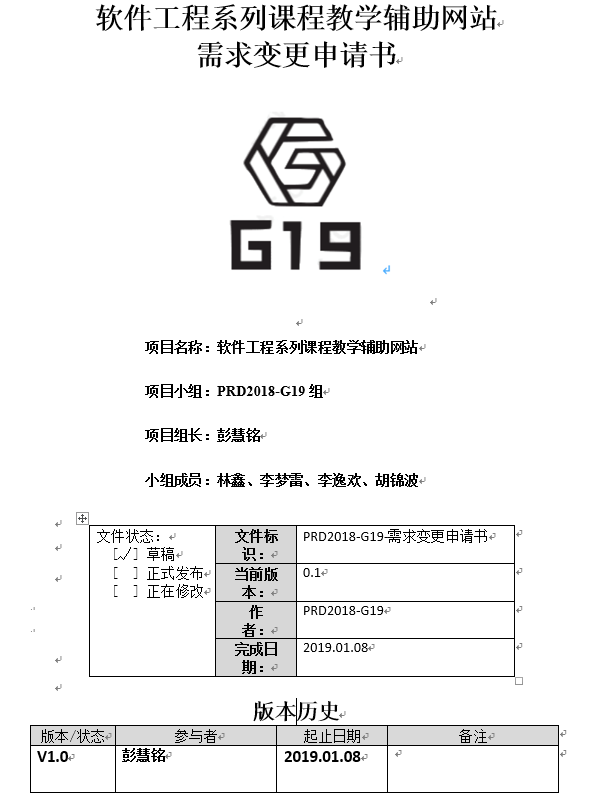 软件工程系列课程教学辅助网站
需求变更申请书
G19
项目名称：软件工程系列课程教学辅助网站
项目小组：PRD2018-G19 组
项目组长：彭慧铭
小组成员：林鑫、李梦雷、李逸欢、胡锦波
文件状态：
[√] 草稿
[ ] 正式发布
[ ] 正在修改
文件标
识：
PRD2018-G19-需求变更申请书
当前版
本：
0.1
作
者：
PRD2018-G19
完成日
期：
2019.01.08
版本历史
版本/状态 参与者 起止日期 备注
V1.0 彭慧铭 2019.01.08